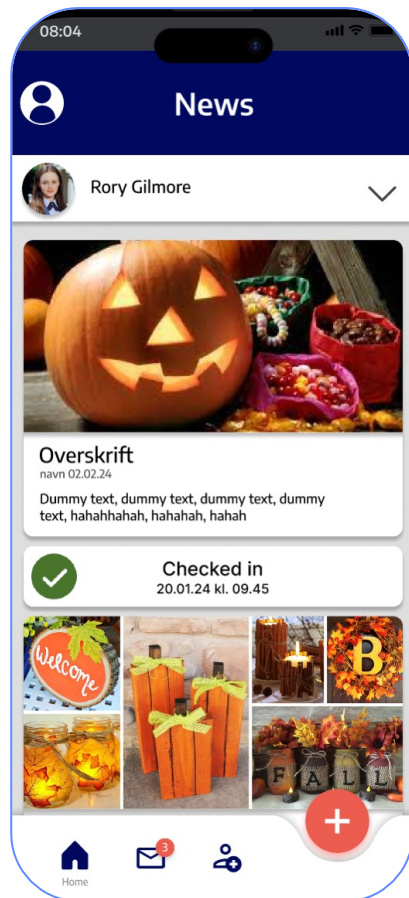 08:04
News
Rory Gilmore
Overskrift
navn 02.02.24
Dummy text, dummy text, dummy text, dummy
text, hahahhahah, hahahah, hahah
Checked in
20.01.24 kl. 09.45
Welcome
B
FALL
3
+
Home